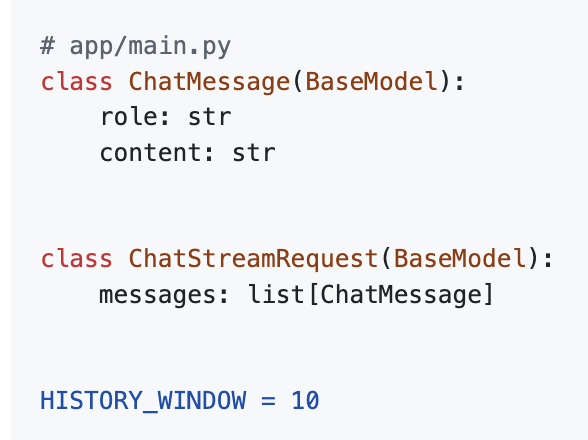 # app/main.py
class ChatMessage(BaseModel):
    role: str
    content: str
class ChatStreamRequest(BaseModel):
    messages: list[ChatMessage]
HISTORY_WINDOW = 10